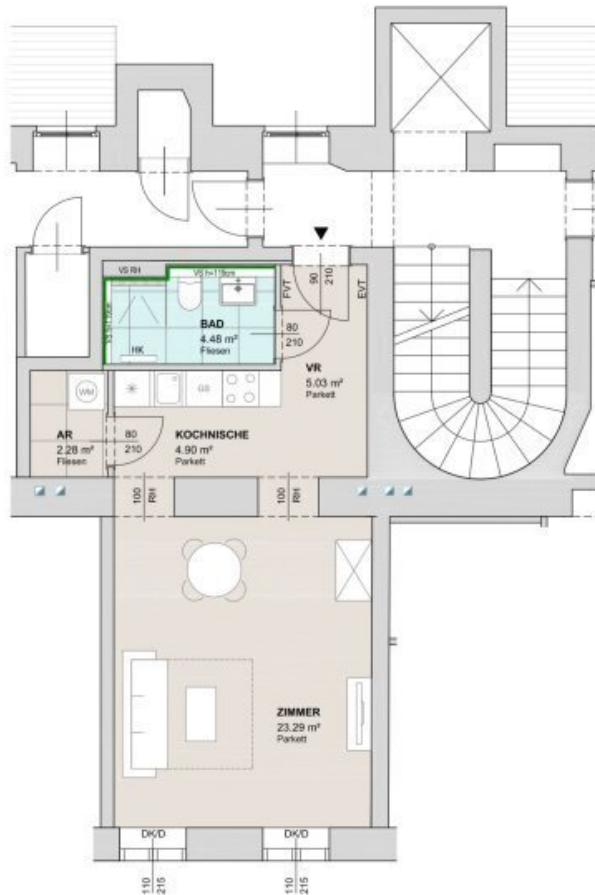 VS RH
VS h=119cm
FVT
90
210
EVT
BAD
4.48 m²
Fliesen
80
210
HK
VR
5.03 m²
Parkett
WM
GS
AR
2.28 m²
Fliesen
80
210
KOCHNISCHE
4.90 m²
Parkett
100
RH
100
RH
ZIMMER
23.29 m²
Parkett
DK/D
DK/D
110
215
110
215